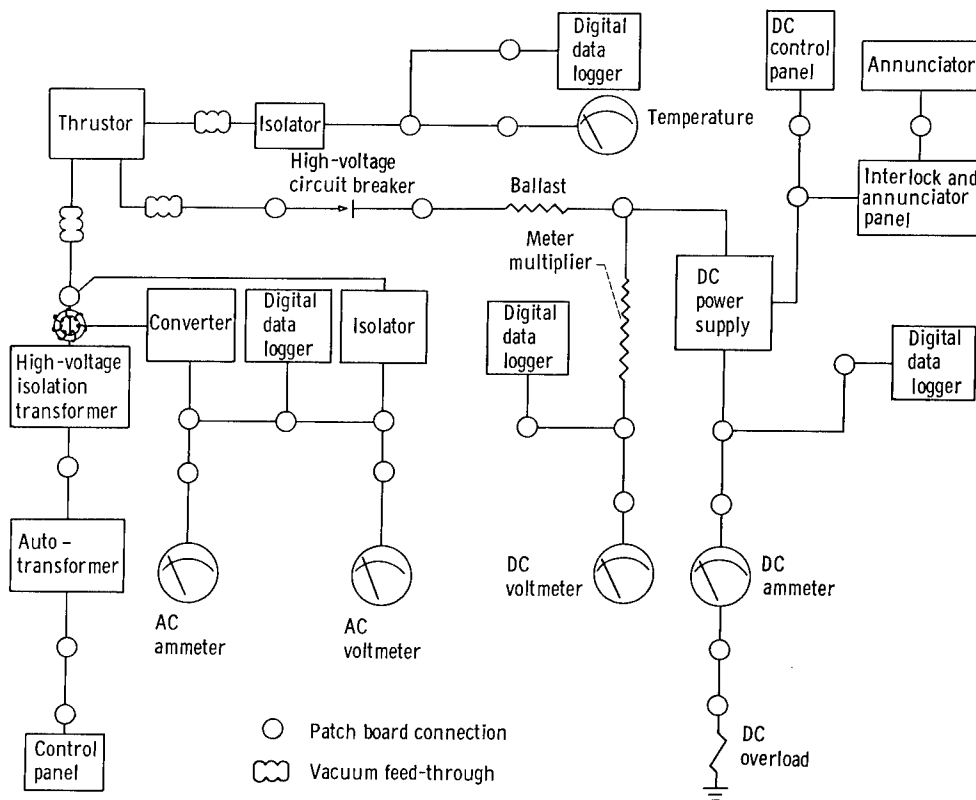 Digital
data
logger
DC
control
panel
Annunciator
Thrustor
Isolator
Temperature
High-voltage
circuit breaker
Ballast
Interlock and
annunciator
panel
Meter
multiplier
DC
power
supply
Converter
Digital
data
logger
Isolator
Digital
data
logger
Digital
data
logger
High-voltage
isolation
transformer
Auto-
transformer
AC
ammeter
AC
voltmeter
DC
voltmeter
DC
ammeter
Control
panel
Patch board connection
Vacuum feed-through
DC
overload